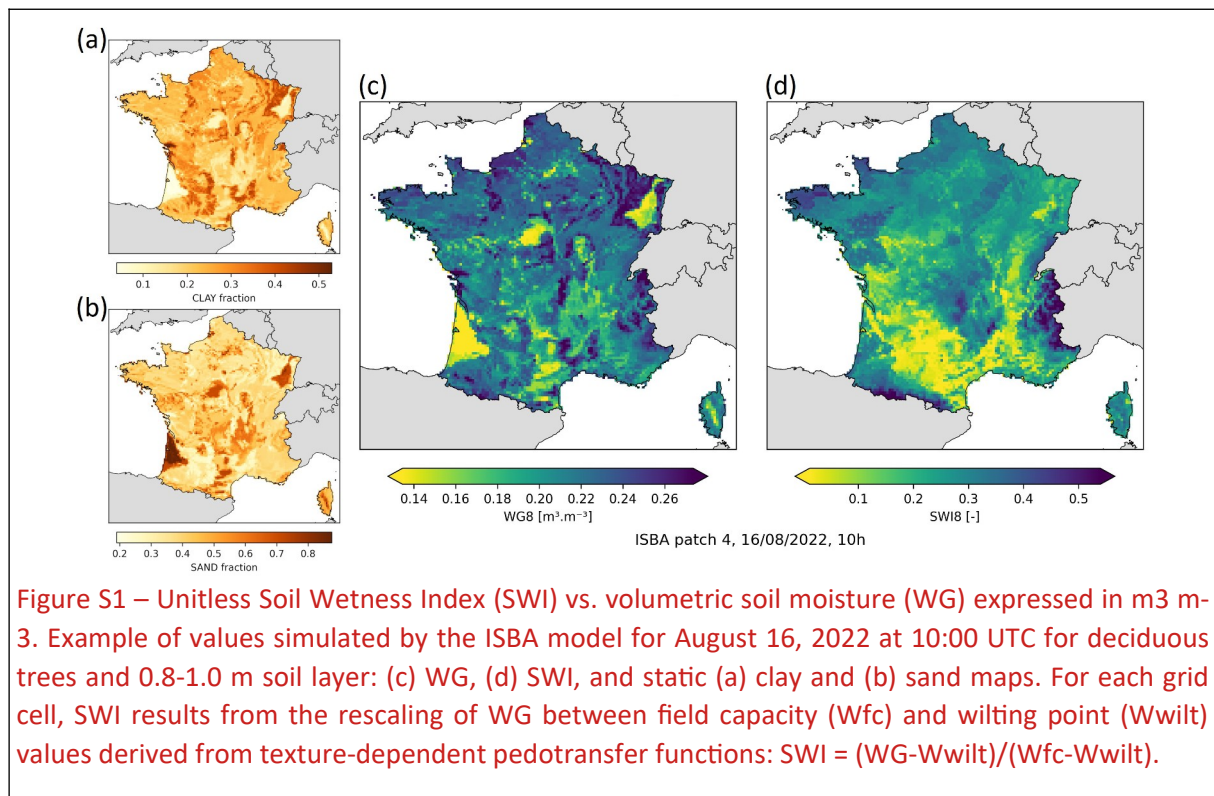 (a)
0.1 0.2 0.3 0.4 0.5
CLAY fraction
(b)
0.2 0.3 0.4 0.5 0.6 0.7 0.8
SAND fraction
(c)
0.14 0.16 0.18 0.20 0.22 0.24 0.26
WG8 [m³.m⁻³]
(d)
0.1 0.2 0.3 0.4 0.5
SWI8 [-]
ISBA patch 4, 16/08/2022, 10h
Figure S1 – Unitless Soil Wetness Index (SWI) vs. volumetric soil moisture (WG) expressed in m3 m-
3. Example of values simulated by the ISBA model for August 16, 2022 at 10:00 UTC for deciduous
trees and 0.8-1.0 m soil layer: (c) WG, (d) SWI, and static (a) clay and (b) sand maps. For each grid
cell, SWI results from the rescaling of WG between field capacity (Wfc) and wilting point (Wwilt)
values derived from texture-dependent pedotransfer functions: SWI = (WG-Wwilt)/(Wfc-Wwilt).